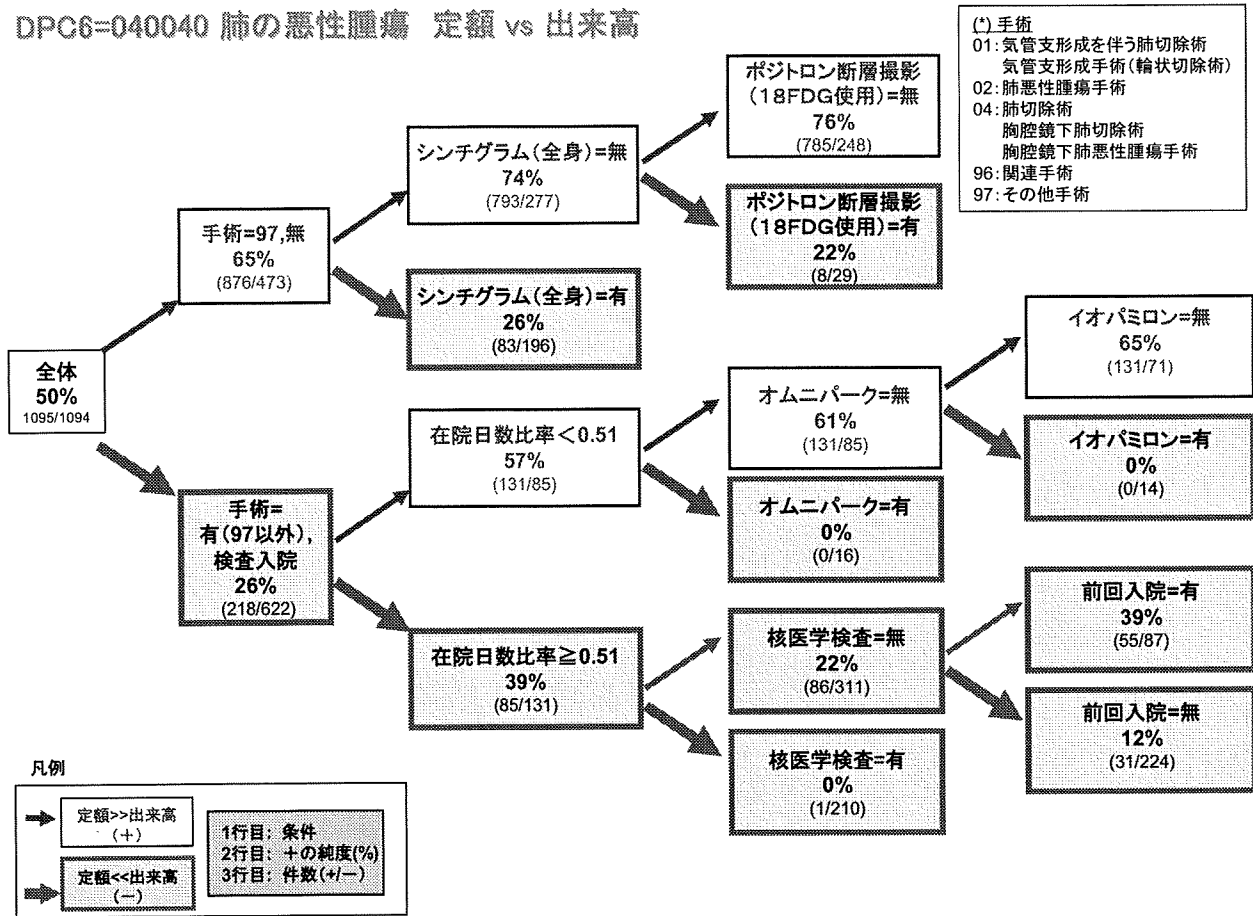 DPC6=040040 肺の悪性腫瘍 定額 vs 出来高
(*) 手術
01:気管支形成を伴う肺切除術
気管支形成手術(輪状切除術)
02:肺悪性腫瘍手術
04:肺切除術
胸腔鏡下肺切除術
胸腔鏡下肺悪性腫瘍手術
96:関連手術
97:その他手術
全体
50%
1095/1094
手術=97,無
65%
(876/473)
手術=
有(97以外),
検査入院
26%
(218/622)
シンチグラム(全身)=無
74%
(793/277)
シンチグラム(全身)=有
26%
(83/196)
在院日数比率<0.51
57%
(131/85)
在院日数比率≧0.51
39%
(85/131)
ポジトロン断層撮影
(18FDG使用)=無
76%
(785/248)
ポジトロン断層撮影
(18FDG使用)=有
22%
(8/29)
オムニパーク=無
61%
(131/85)
オムニパーク=有
0%
(0/16)
核医学検査=無
22%
(86/311)
核医学検査=有
0%
(1/210)
イオパミロン=無
65%
(131/71)
イオパミロン=有
0%
(0/14)
前回入院=有
39%
(55/87)
前回入院=無
12%
(31/224)
凡例
定額>>出来高
(+)
定額<<出来高
(−)
1行目: 条件
2行目: +の純度(%)
3行目: 件数(+/−)